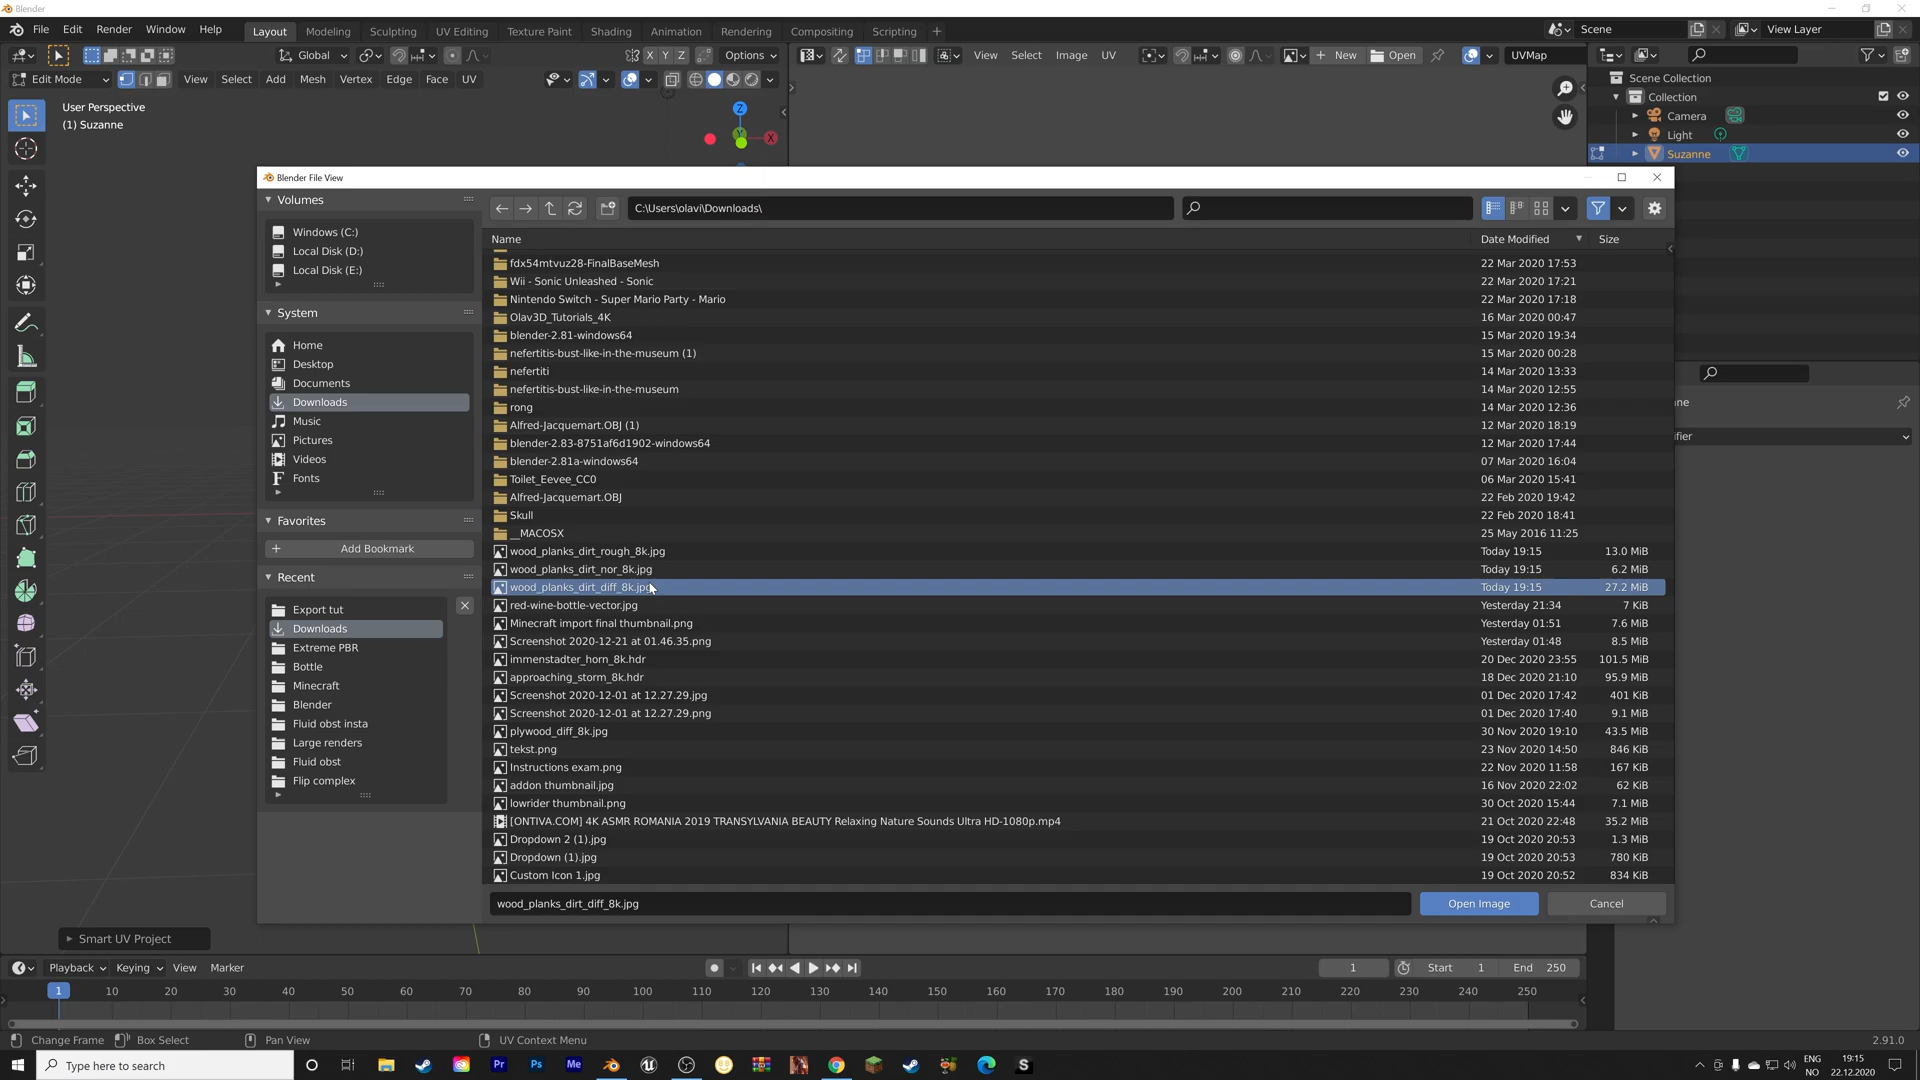 Blender
File Edit Render Window Help Layout Modeling Sculpting UV Editing Texture Paint Shading Animation Rendering Compositing Scripting + Scene View Layer
Global X Y Z Options View Select Image UV New Open UVMap
Edit Mode View Select Add Mesh Vertex Edge Face UV
User Perspective
(1) Suzanne
Z
Y
X
Scene Collection
Collection
Camera
Light
Suzanne
Blender File View
Volumes
Windows (C:)
Local Disk (D:)
Local Disk (E:)
System
Home
Desktop
Documents
Downloads
Music
Pictures
Videos
Fonts
Favorites
Add Bookmark
Recent
Export tut
Downloads
Extreme PBR
Bottle
Minecraft
Blender
Fluid obst insta
Large renders
Fluid obst
Flip complex
C:\Users\olavi\Downloads\
Name Date Modified Size
fdx54mtvuz28-FinalBaseMesh 22 Mar 2020 17:53
Wii - Sonic Unleashed - Sonic 22 Mar 2020 17:21
Nintendo Switch - Super Mario Party - Mario 22 Mar 2020 17:18
Olav3D_Tutorials_4K 16 Mar 2020 00:47
blender-2.81-windows64 15 Mar 2020 19:34
nefertitis-bust-like-in-the-museum (1) 15 Mar 2020 00:28
nefertiti 14 Mar 2020 13:33
nefertitis-bust-like-in-the-museum 14 Mar 2020 12:55
rong 14 Mar 2020 12:36
Alfred-Jacquemart.OBJ (1) 12 Mar 2020 18:19
blender-2.83-8751af6d1902-windows64 12 Mar 2020 17:44
blender-2.81a-windows64 07 Mar 2020 16:04
Toilet_Eevee_CC0 06 Mar 2020 15:41
Alfred-Jacquemart.OBJ 22 Feb 2020 19:42
Skull 22 Feb 2020 18:41
__MACOSX 25 May 2016 11:25
wood_planks_dirt_rough_8k.jpg Today 19:15 13.0 MiB
wood_planks_dirt_nor_8k.jpg Today 19:15 6.2 MiB
wood_planks_dirt_diff_8k.jpg Today 19:15 27.2 MiB
red-wine-bottle-vector.jpg Yesterday 21:34 7 KiB
Minecraft import final thumbnail.png Yesterday 01:51 7.6 MiB
Screenshot 2020-12-21 at 01.46.35.png Yesterday 01:48 8.5 MiB
immenstadter_horn_8k.hdr 20 Dec 2020 23:55 101.5 MiB
approaching_storm_8k.hdr 18 Dec 2020 21:10 95.9 MiB
Screenshot 2020-12-01 at 12.27.29.jpg 01 Dec 2020 17:42 401 KiB
Screenshot 2020-12-01 at 12.27.29.png 01 Dec 2020 17:40 9.1 MiB
plywood_diff_8k.jpg 30 Nov 2020 19:10 43.5 MiB
tekst.png 23 Nov 2020 14:50 846 KiB
Instructions exam.png 22 Nov 2020 11:58 167 KiB
addon thumbnail.jpg 16 Nov 2020 22:02 62 KiB
lowrider thumbnail.png 30 Oct 2020 15:44 7.1 MiB
[ONTIVA.COM] 4K ASMR ROMANIA 2019 TRANSYLVANIA BEAUTY Relaxing Nature Sounds Ultra HD-1080p.mp4 21 Oct 2020 22:48 35.2 MiB
Dropdown 2 (1).jpg 19 Oct 2020 20:53 1.3 MiB
Dropdown (1).jpg 19 Oct 2020 20:53 780 KiB
Custom Icon 1.jpg 19 Oct 2020 20:52 834 KiB
wood_planks_dirt_diff_8k.jpg Open Image Cancel
ne
ifier
Smart UV Project
Playback Keying View Marker 1 Start 1 End 250
1 10 20 30 40 50 60 70 80 90 100 110 120 130 140 150 160 170 180 190 200 210 220 230 240 250
Change Frame Box Select Pan View UV Context Menu 2.91.0
Type here to search Pr Ps Me S ENG NO 19:15 22.12.2020